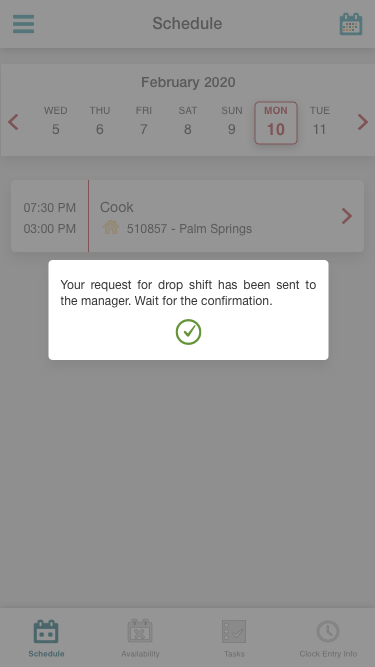 Schedule
February 2020
WED THU FRI SAT SUN MON TUE
5 6 7 8 9 10 11
07:30 PM Cook
03:00 PM 510857 - Palm Springs
Your request for drop shift has been sent to
the manager. Wait for the confirmation.
Schedule Availability Tasks Clock Entry Info